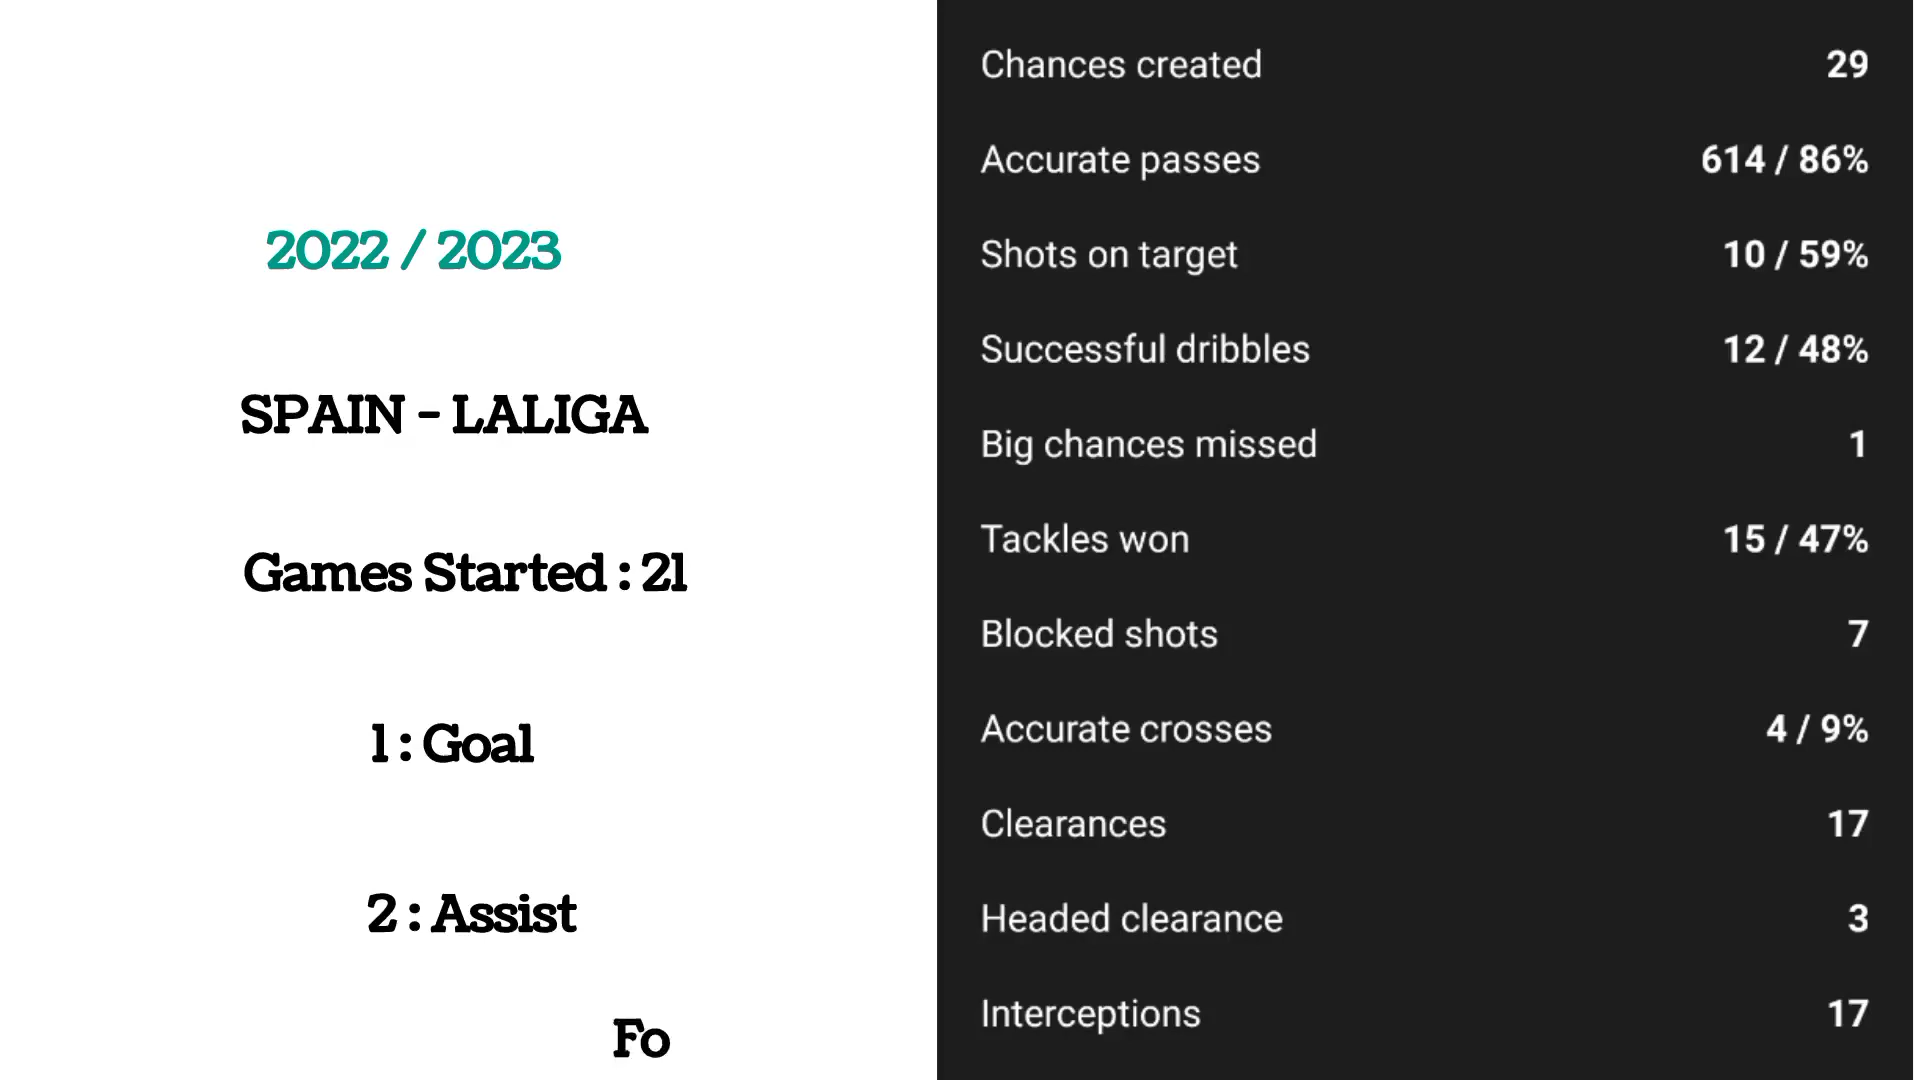 2022 / 2023
SPAIN - LALIGA
Games Started : 21
1 : Goal
2 : Assist
Fo
Chances created 29
Accurate passes 614 / 86%
Shots on target 10 / 59%
Successful dribbles 12 / 48%
Big chances missed 1
Tackles won 15 / 47%
Blocked shots 7
Accurate crosses 4 / 9%
Clearances 17
Headed clearance 3
Interceptions 17